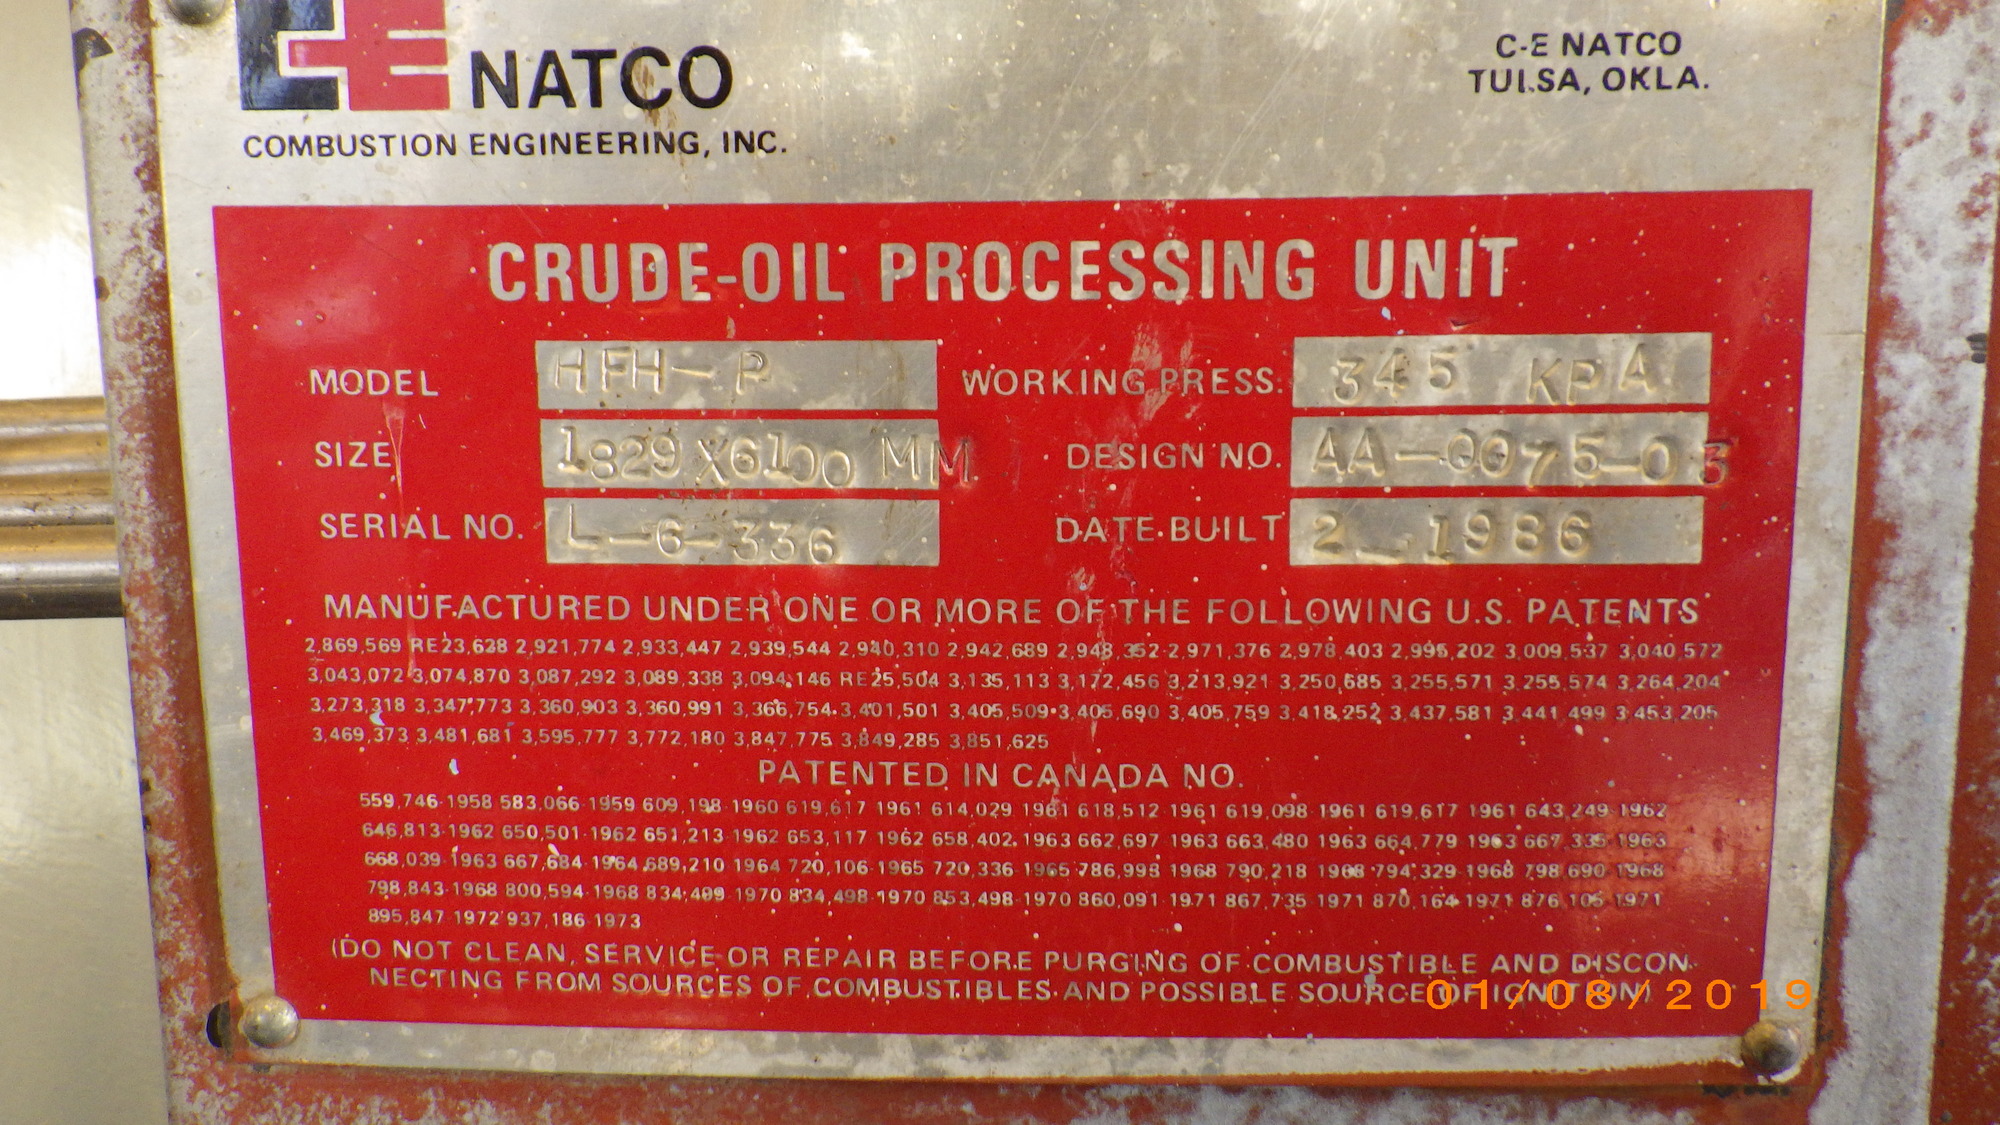 CE NATCO
COMBUSTION ENGINEERING, INC.
C-E NATCO
TULSA, OKLA.
CRUDE-OIL PROCESSING UNIT
MODEL HFH-P WORKING PRESS. 345 KPA
SIZE 1829X6100 MM DESIGN NO. AA-0075-03
SERIAL NO. L-6-336 DATE BUILT 2-1986
MANUFACTURED UNDER ONE OR MORE OF THE FOLLOWING U.S. PATENTS
2,869,569 RE23,628 2,921,774 2,933,447 2,939,544 2,940,310 2,942,689 2,948,352 2,971,376 2,978,403 2,995,202 3,009,537 3,040,572
3,043,072 3,074,870 3,087,292 3,089,338 3,094,146 RE25,504 3,135,113 3,172,456 3,213,921 3,250,685 3,255,571 3,255,574 3,264,204
3,273,318 3,347,773 3,360,903 3,360,991 3,366,754 3,401,501 3,405,509 3,405,690 3,405,759 3,418,252 3,437,581 3,441,499 3,453,205
3,469,373 3,481,681 3,595,777 3,772,180 3,847,775 3,849,285 3,851,625
PATENTED IN CANADA NO.
559,746-1958 583,066-1959 609,198-1960 619,617 1961 614,029 1961 618,512 1961 619,098-1961 619,617 1961 643,249-1962
646,813-1962 650,501-1962 651,213-1962 653,117 1962 658,402-1963 662,697 1963 663,480 1963 664,779 1963 667,335-1963
668,039-1963 667,684-1964 689,210 1964 720,106-1965 720,336 1965 786,998 1968 790,218 1968 794,329-1968 798,690-1968
798,843-1968 800,594-1968 834,489-1970 834,498-1970 853,498-1970 860,091-1971 867,735 1971 870,164-1971 876,106-1971
895,847-1972 937,186-1973
(DO NOT CLEAN, SERVICE OR REPAIR BEFORE PURGING OF COMBUSTIBLE AND DISCON-
NECTING FROM SOURCES OF COMBUSTIBLES AND POSSIBLE SOURCE OF IGNITION)
01/08/2019